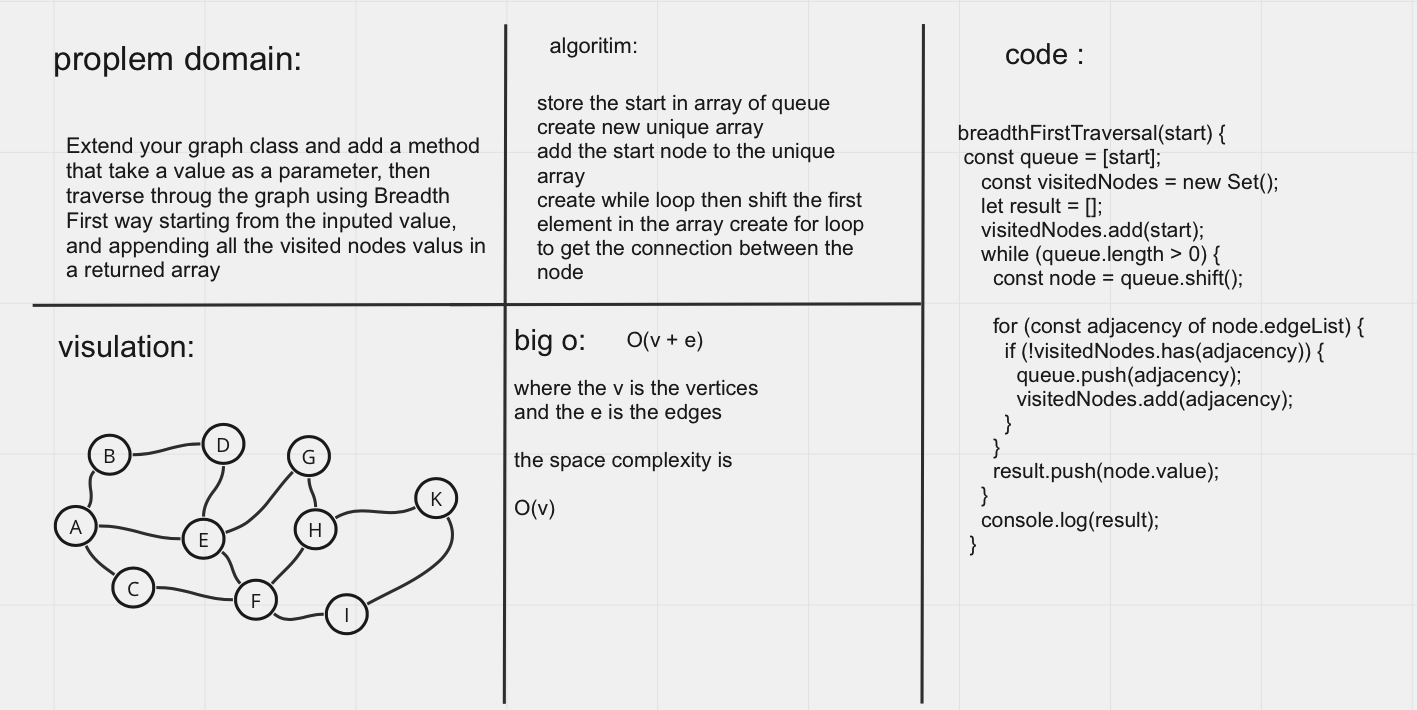 proplem domain:
Extend your graph class and add a method
that take a value as a parameter, then
traverse throug the graph using Breadth
First way starting from the inputed value,
and appending all the visited nodes valus in
a returned array
algoritim:
store the start in array of queue
create new unique array
add the start node to the unique
array
create while loop then shift the first
element in the array create for loop
to get the connection between the
node
code :
breadthFirstTraversal(start) {
const queue = [start];
const visitedNodes = new Set();
let result = [];
visitedNodes.add(start);
while (queue.length > 0) {
const node = queue.shift();
for (const adjacency of node.edgeList) {
if (!visitedNodes.has(adjacency)) {
queue.push(adjacency);
visitedNodes.add(adjacency);
}
}
result.push(node.value);
}
console.log(result);
}
visulation:
B
D
G
K
A
E
H
C
F
I
big o: O(v + e)
where the v is the vertices
and the e is the edges
the space complexity is
O(v)